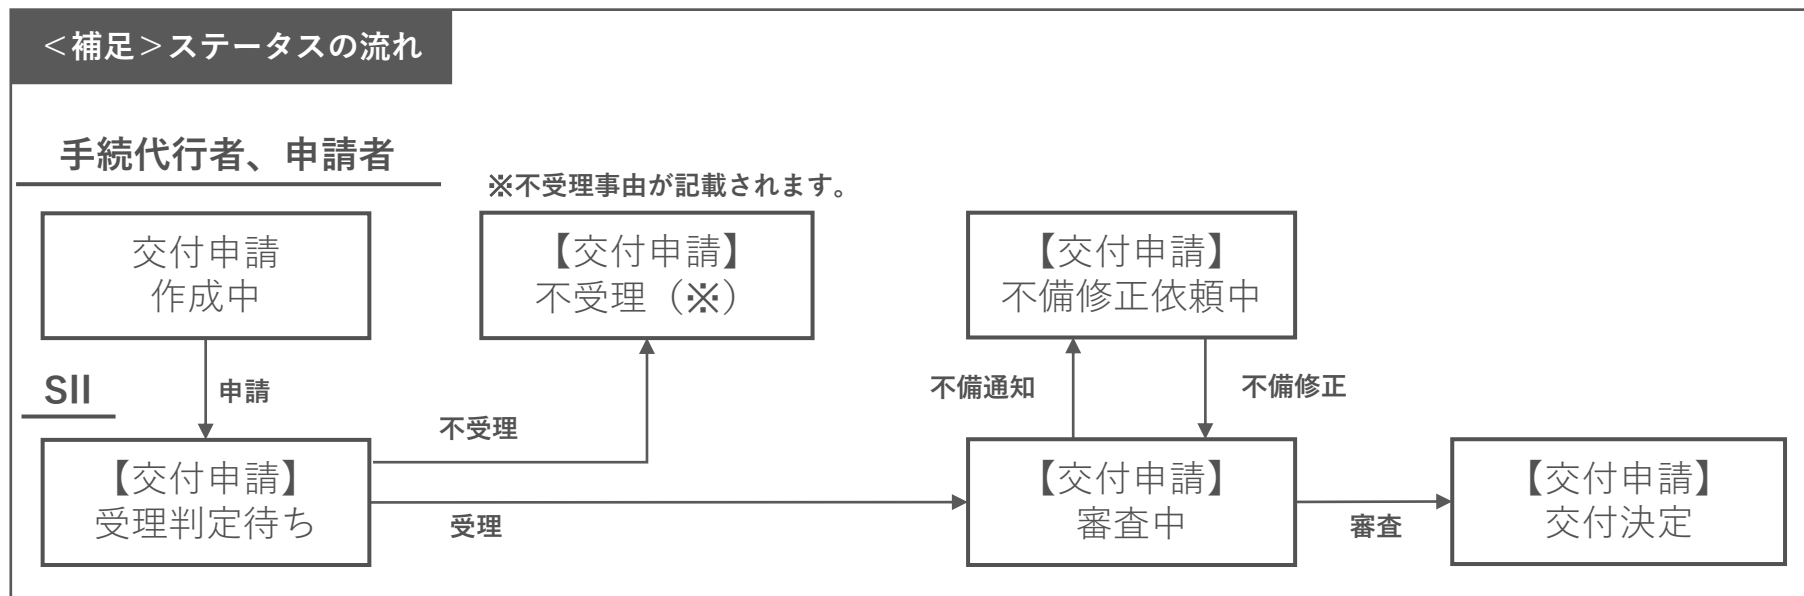 ＜補足＞ステータスの流れ
手続代行者、申請者
※不受理事由が記載されます。
交付申請
作成中
【交付申請】
不受理（※）
【交付申請】
不備修正依頼中
SII
申請
不受理
不備通知
不備修正
【交付申請】
受理判定待ち
受理
【交付申請】
審査中
審査
【交付申請】
交付決定